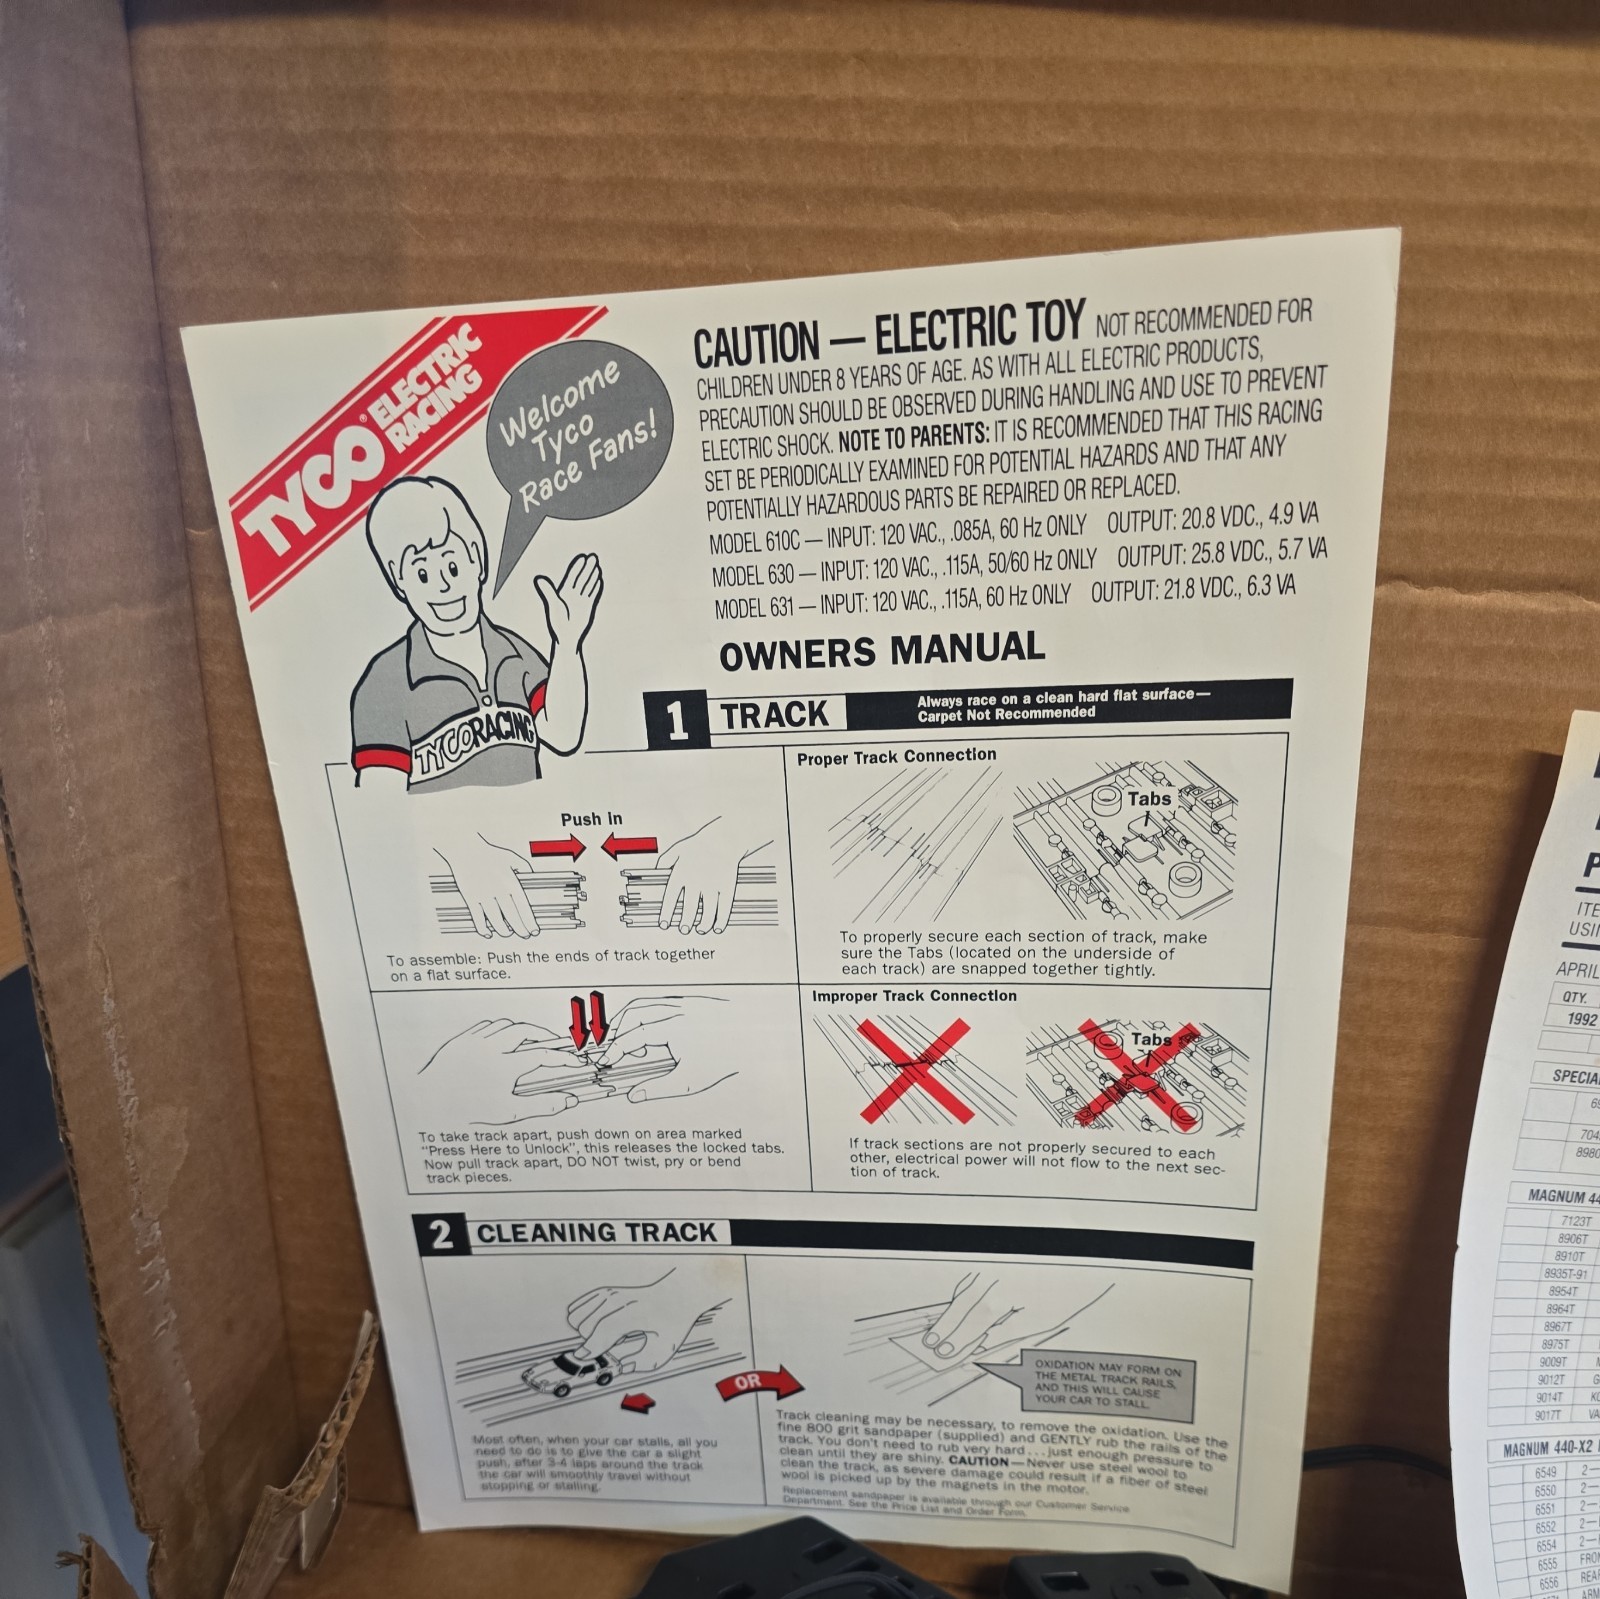 TYCO® ELECTRIC
RACING
Welcome
Tyco
Race Fans!
TYCORACING
CAUTION — ELECTRIC TOY NOT RECOMMENDED FOR
CHILDREN UNDER 8 YEARS OF AGE. AS WITH ALL ELECTRIC PRODUCTS,
PRECAUTION SHOULD BE OBSERVED DURING HANDLING AND USE TO PREVENT
ELECTRIC SHOCK. NOTE TO PARENTS: IT IS RECOMMENDED THAT THIS RACING
SET BE PERIODICALLY EXAMINED FOR POTENTIAL HAZARDS AND THAT ANY
POTENTIALLY HAZARDOUS PARTS BE REPAIRED OR REPLACED.
MODEL 610C — INPUT: 120 VAC., .085A, 60 Hz ONLY OUTPUT: 20.8 VDC., 4.9 VA
MODEL 630 — INPUT: 120 VAC., .115A, 50/60 Hz ONLY OUTPUT: 25.8 VDC., 5.7 VA
MODEL 631 — INPUT: 120 VAC., .115A, 60 Hz ONLY OUTPUT: 21.8 VDC., 6.3 VA
OWNERS MANUAL
1 TRACK
Always race on a clean hard flat surface—
Carpet Not Recommended
Push in
To assemble: Push the ends of track together
on a flat surface.
Proper Track Connection
Tabs
To properly secure each section of track, make
sure the Tabs (located on the underside of
each track) are snapped together tightly.
To take track apart, push down on area marked
"Press Here to Unlock", this releases the locked tabs.
Now pull track apart, DO NOT twist, pry or bend
track pieces.
Improper Track Connection
Tabs
If track sections are not properly secured to each
other, electrical power will not flow to the next sec-
tion of track.
2 CLEANING TRACK
Most often, when your car stalls, all you
need to do is to give the car a slight
push, after 3-4 laps around the track
the car will smoothly travel without
stopping or stalling.
OR
OXIDATION MAY FORM ON
THE METAL TRACK RAILS,
AND THIS WILL CAUSE
YOUR CAR TO STALL.
Track cleaning may be necessary, to remove the oxidation. Use the
fine 800 grit sandpaper (supplied) and GENTLY rub the rails of the
track. You don't need to rub very hard . . . just enough pressure to
clean until they are shiny. CAUTION—Never use steel wool to
clean the track, as severe damage could result if a fiber of steel
wool is picked up by the magnets in the motor.
Replacement sandpaper is available through our Customer Service
Department. See the Price List and Order Form.
P
ITE
USI
APRIL
QTY.
1992
SPECIA
704
8980
MAGNUM 44
7123T
8906T
8910T
8935T-91
8954T
8964T
8967T
8975T
9009T
9012T G
9014T
9017T VA
MAGNUM 440-X2
6549 2—
6550 2—
6551 2—
6552 2—
6554
6555 FRO
6556 REA